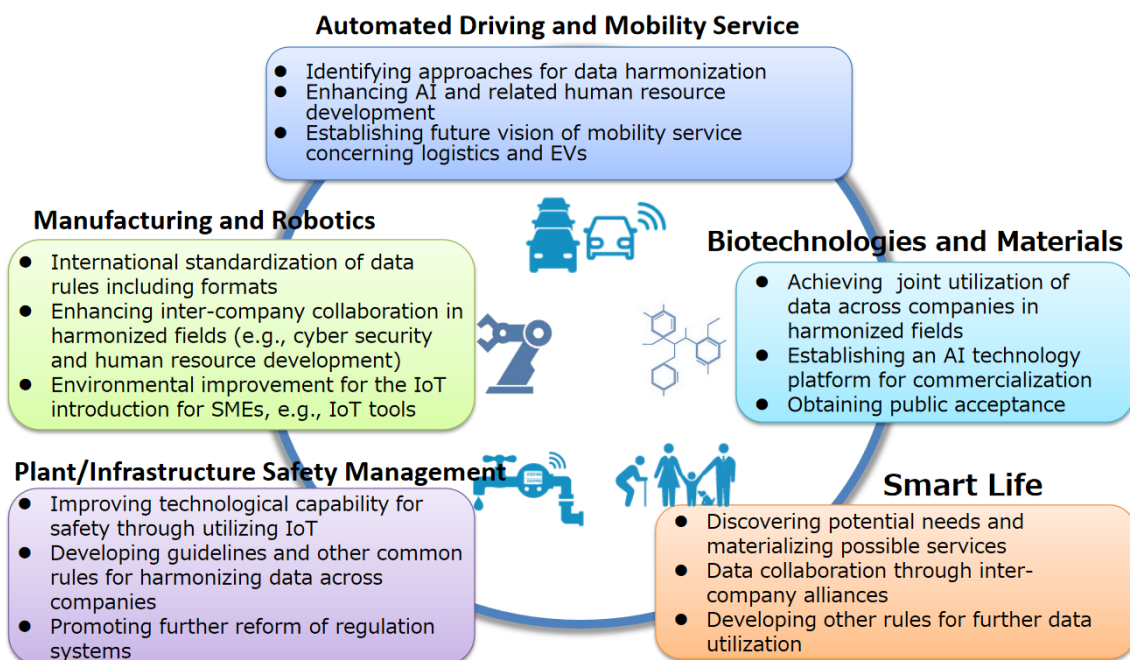 Automated Driving and Mobility Service
● Identifying approaches for data harmonization
● Enhancing AI and related human resource
development
● Establishing future vision of mobility service
concerning logistics and EVs
Manufacturing and Robotics
● International standardization of data
rules including formats
● Enhancing inter-company collaboration in
harmonized fields (e.g., cyber security
and human resource development)
● Environmental improvement for the IoT
introduction for SMEs, e.g., IoT tools
Biotechnologies and Materials
● Achieving joint utilization of
data across companies in
harmonized fields
● Establishing an AI technology
platform for commercialization
● Obtaining public acceptance
Plant/Infrastructure Safety Management
● Improving technological capability for
safety through utilizing IoT
● Developing guidelines and other common
rules for harmonizing data across
companies
● Promoting further reform of regulation
systems
Smart Life
● Discovering potential needs and
materializing possible services
● Data collaboration through inter-
company alliances
● Developing other rules for further data
utilization